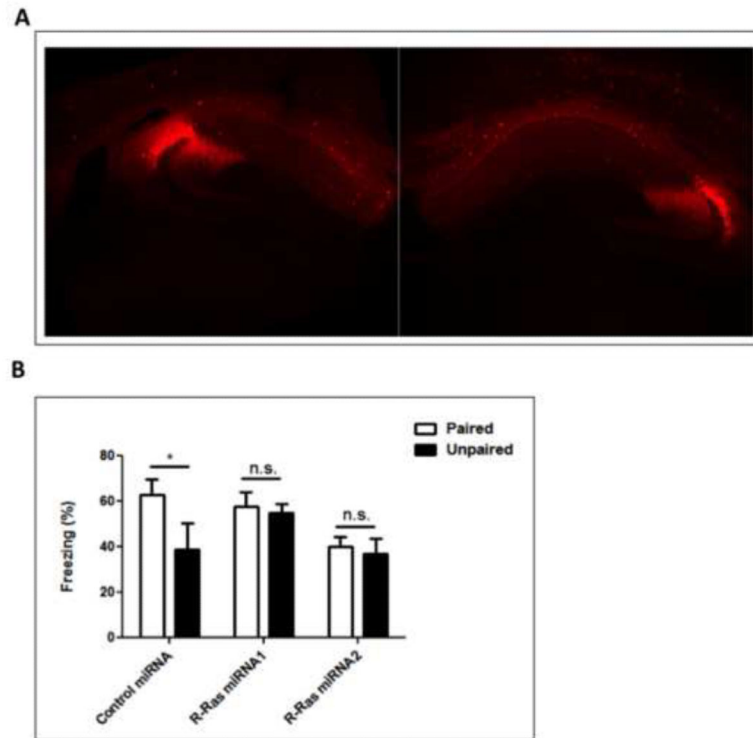 A
B
Paired
Unpaired
Freezing (%)
80
60
40
20
0
*
n.s.
n.s.
Control miRNA
R-Ras miRNA1
R-Ras miRNA2